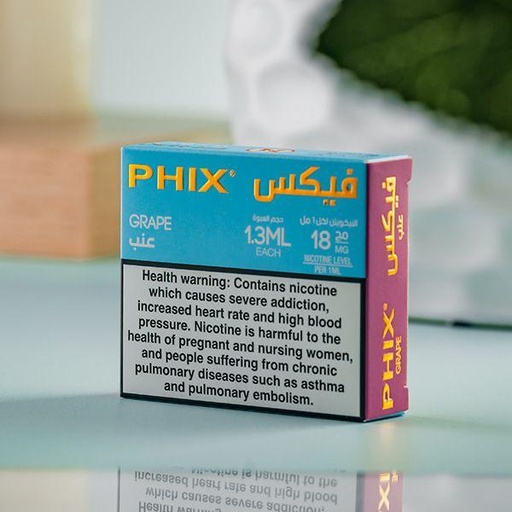 PHIX® فيكس
GRAPE
عنب
حجم العبوة
1.3ML
EACH
النيكوتين لكل 1 مل
18 مج MG
NICOTINE LEVEL
PER 1ML
Health warning: Contains nicotine
which causes severe addiction,
increased heart rate and high blood
pressure. Nicotine is harmful to the
health of pregnant and nursing women,
and people suffering from chronic
pulmonary diseases such as asthma
and pulmonary embolism.
فيكس
عنب
PHIX®
GRAPE